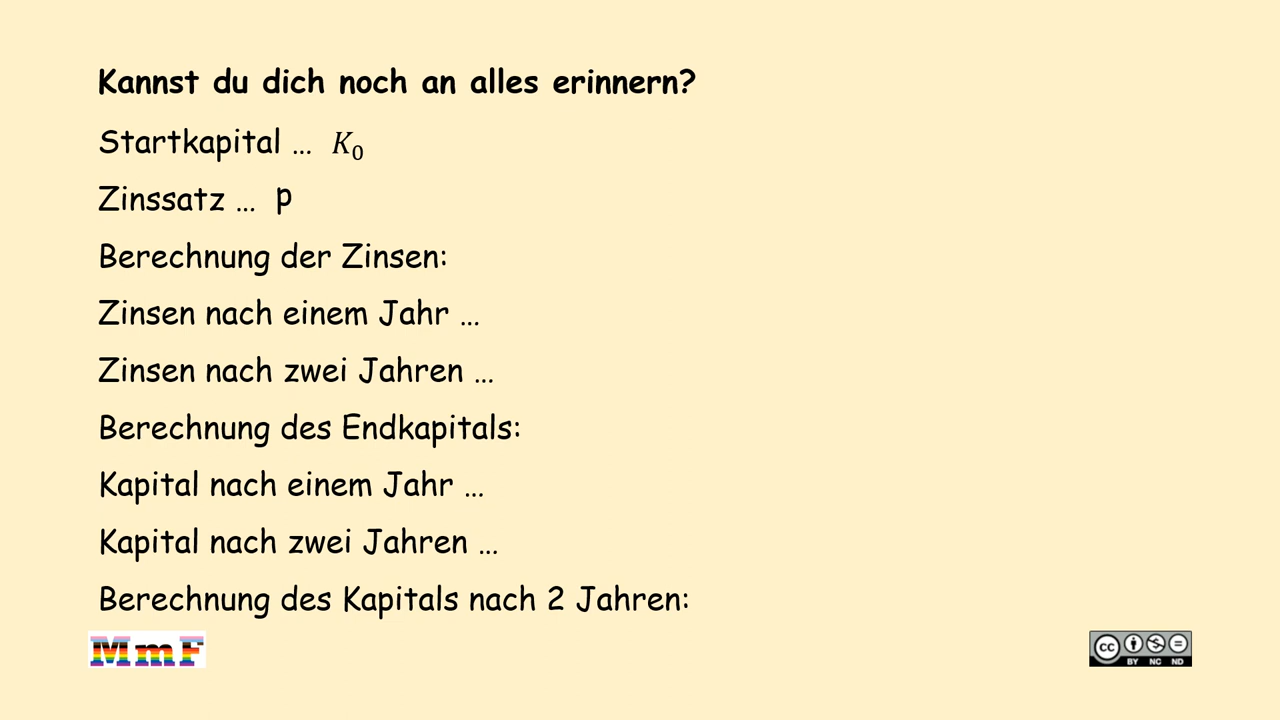 Kannst du dich noch an alles erinnern?
Startkapital … K₀
Zinssatz … p
Berechnung der Zinsen:
Zinsen nach einem Jahr …
Zinsen nach zwei Jahren …
Berechnung des Endkapitals:
Kapital nach einem Jahr …
Kapital nach zwei Jahren …
Berechnung des Kapitals nach 2 Jahren:
MmF
cc BY NC ND